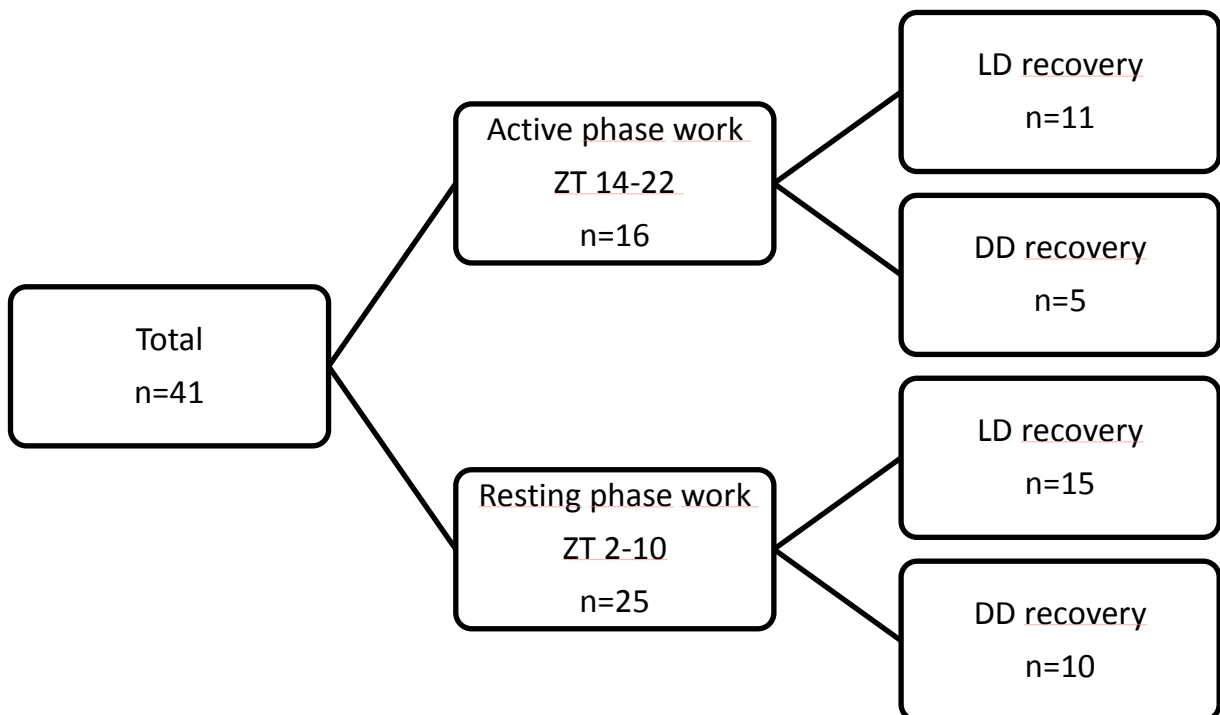 Total
n=41
Active phase work
ZT 14-22
n=16
Resting phase work
ZT 2-10
n=25
LD recovery
n=11
DD recovery
n=5
LD recovery
n=15
DD recovery
n=10